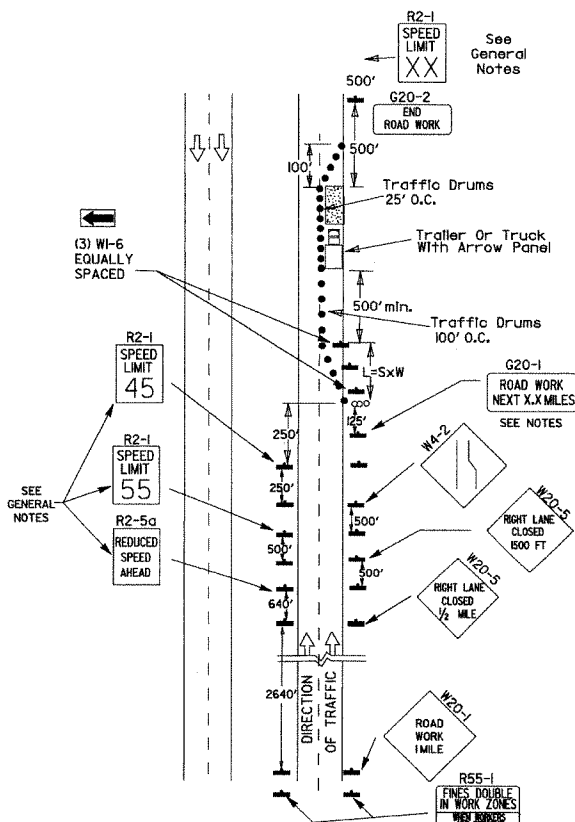 R2-1
SPEED
LIMIT
XX
See
General
Notes
500'
G20-2
END
ROAD WORK
100'
500'
Traffic Drums
25' O.C.
Trailer Or Truck
With Arrow Panel
(3) W1-6
EQUALLY
SPACED
500' min.
Traffic Drums
100' O.C.
R2-1
SPEED
LIMIT
45
L=SxW
G20-1
ROAD WORK
NEXT X.X MILES
SEE NOTES
125'
250'
W4-2
R2-1
SPEED
LIMIT
55
250'
SEE
GENERAL
NOTES
500'
500'
W20-5
RIGHT LANE
CLOSED
1500 FT
R2-5a
REDUCED
SPEED
AHEAD
500'
640'
W20-5
RIGHT LANE
CLOSED
1/2 MILE
2640'
DIRECTION
OF TRAFFIC
W20-1
ROAD
WORK
1 MILE
R55-1
FINES DOUBLE
IN WORK ZONES
WHEN WORKERS